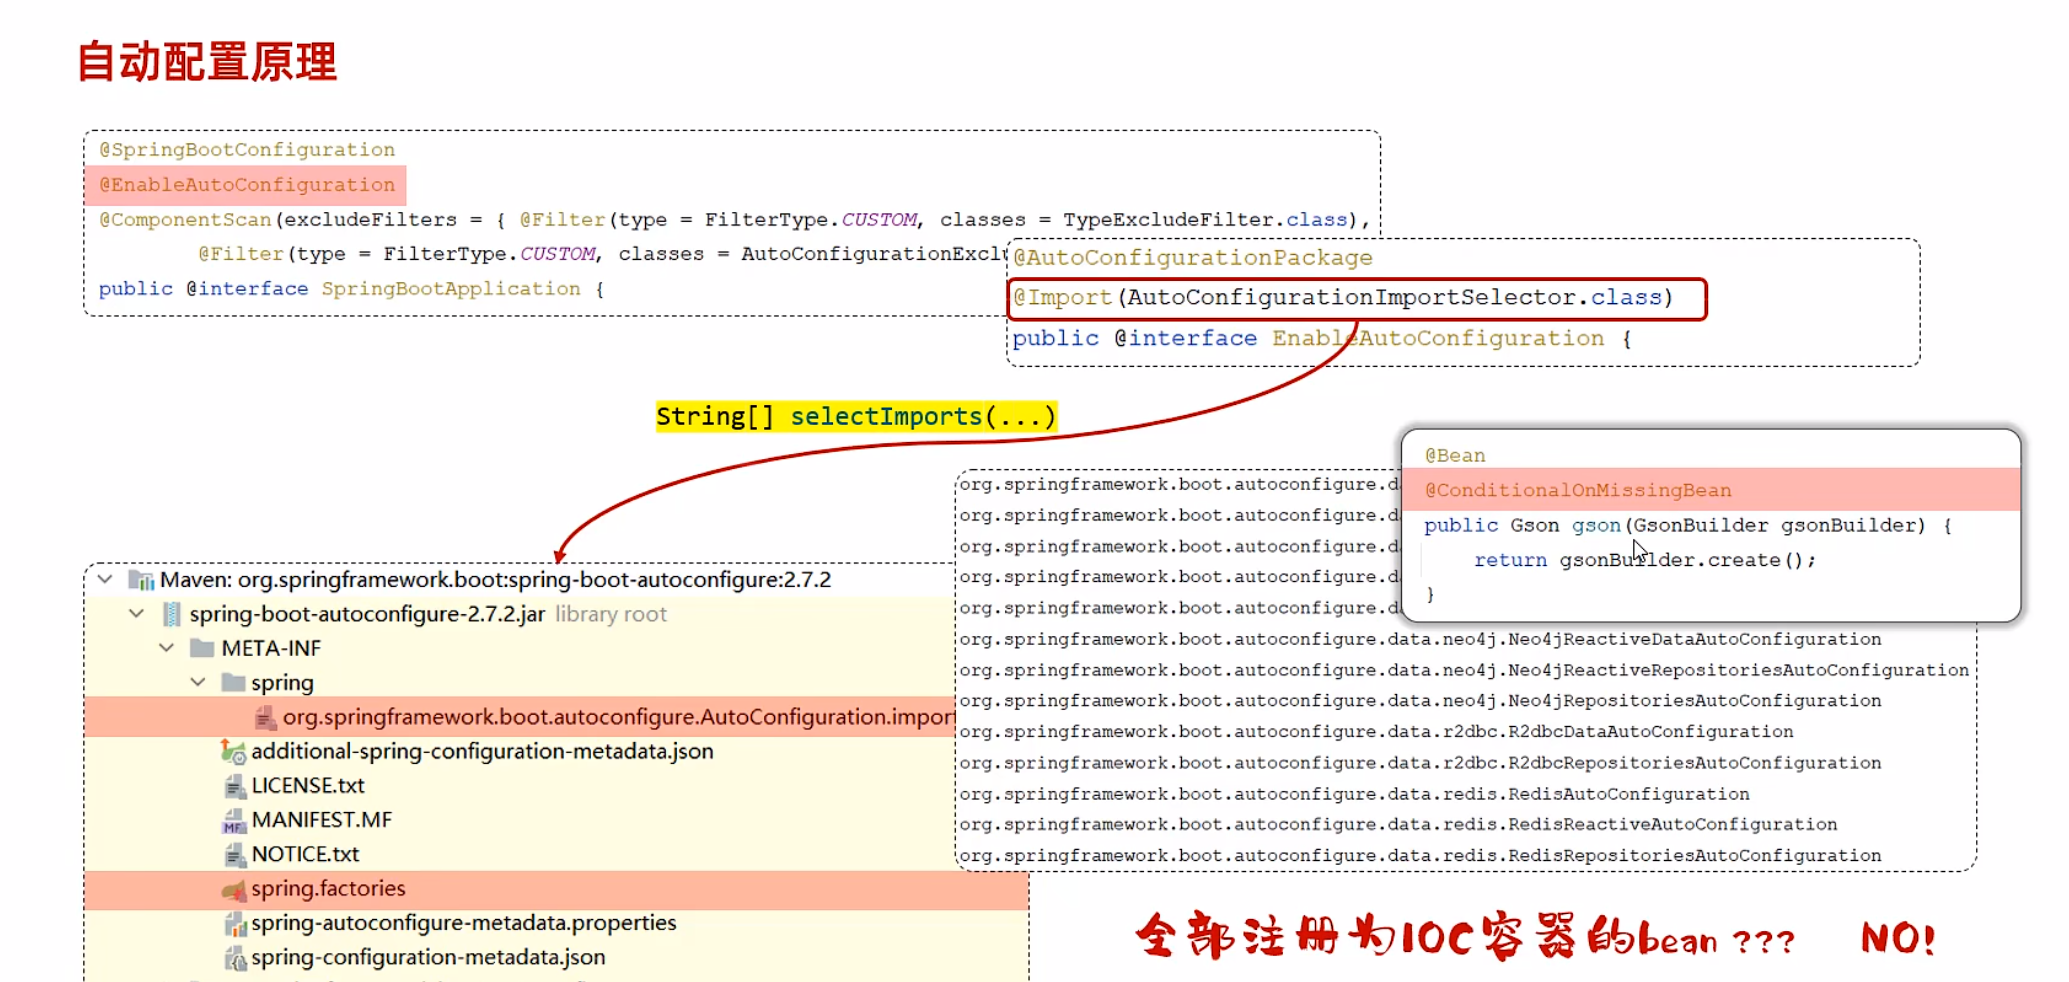 自动配置原理
@SpringBootConfiguration
@EnableAutoConfiguration
@ComponentScan(excludeFilters = { @Filter(type = FilterType.CUSTOM, classes = TypeExcludeFilter.class),
@Filter(type = FilterType.CUSTOM, classes = AutoConfigurationExcl
public @interface SpringBootApplication {
@AutoConfigurationPackage
@Import(AutoConfigurationImportSelector.class)
public @interface EnableAutoConfiguration {
String[] selectImports(...)
@Bean
@ConditionalOnMissingBean
public Gson gson(GsonBuilder gsonBuilder) {
return gsonBuilder.create();
}
Maven: org.springframework.boot:spring-boot-autoconfigure:2.7.2
spring-boot-autoconfigure-2.7.2.jar library root
META-INF
spring
org.springframework.boot.autoconfigure.AutoConfiguration.import
additional-spring-configuration-metadata.json
LICENSE.txt
MANIFEST.MF
NOTICE.txt
spring.factories
spring-autoconfigure-metadata.properties
spring-configuration-metadata.json
org.springframework.boot.autoconfigure.d
org.springframework.boot.autoconfigure.d
org.springframework.boot.autoconfigure.d
org.springframework.boot.autoconfigure.d
org.springframework.boot.autoconfigure.d
org.springframework.boot.autoconfigure.data.neo4j.Neo4jReactiveDataAutoConfiguration
org.springframework.boot.autoconfigure.data.neo4j.Neo4jReactiveRepositoriesAutoConfiguration
org.springframework.boot.autoconfigure.data.neo4j.Neo4jRepositoriesAutoConfiguration
org.springframework.boot.autoconfigure.data.r2dbc.R2dbcDataAutoConfiguration
org.springframework.boot.autoconfigure.data.r2dbc.R2dbcRepositoriesAutoConfiguration
org.springframework.boot.autoconfigure.data.redis.RedisAutoConfiguration
org.springframework.boot.autoconfigure.data.redis.RedisReactiveAutoConfiguration
org.springframework.boot.autoconfigure.data.redis.RedisRepositoriesAutoConfiguration
全部注册为IOC容器的bean ??? NO!